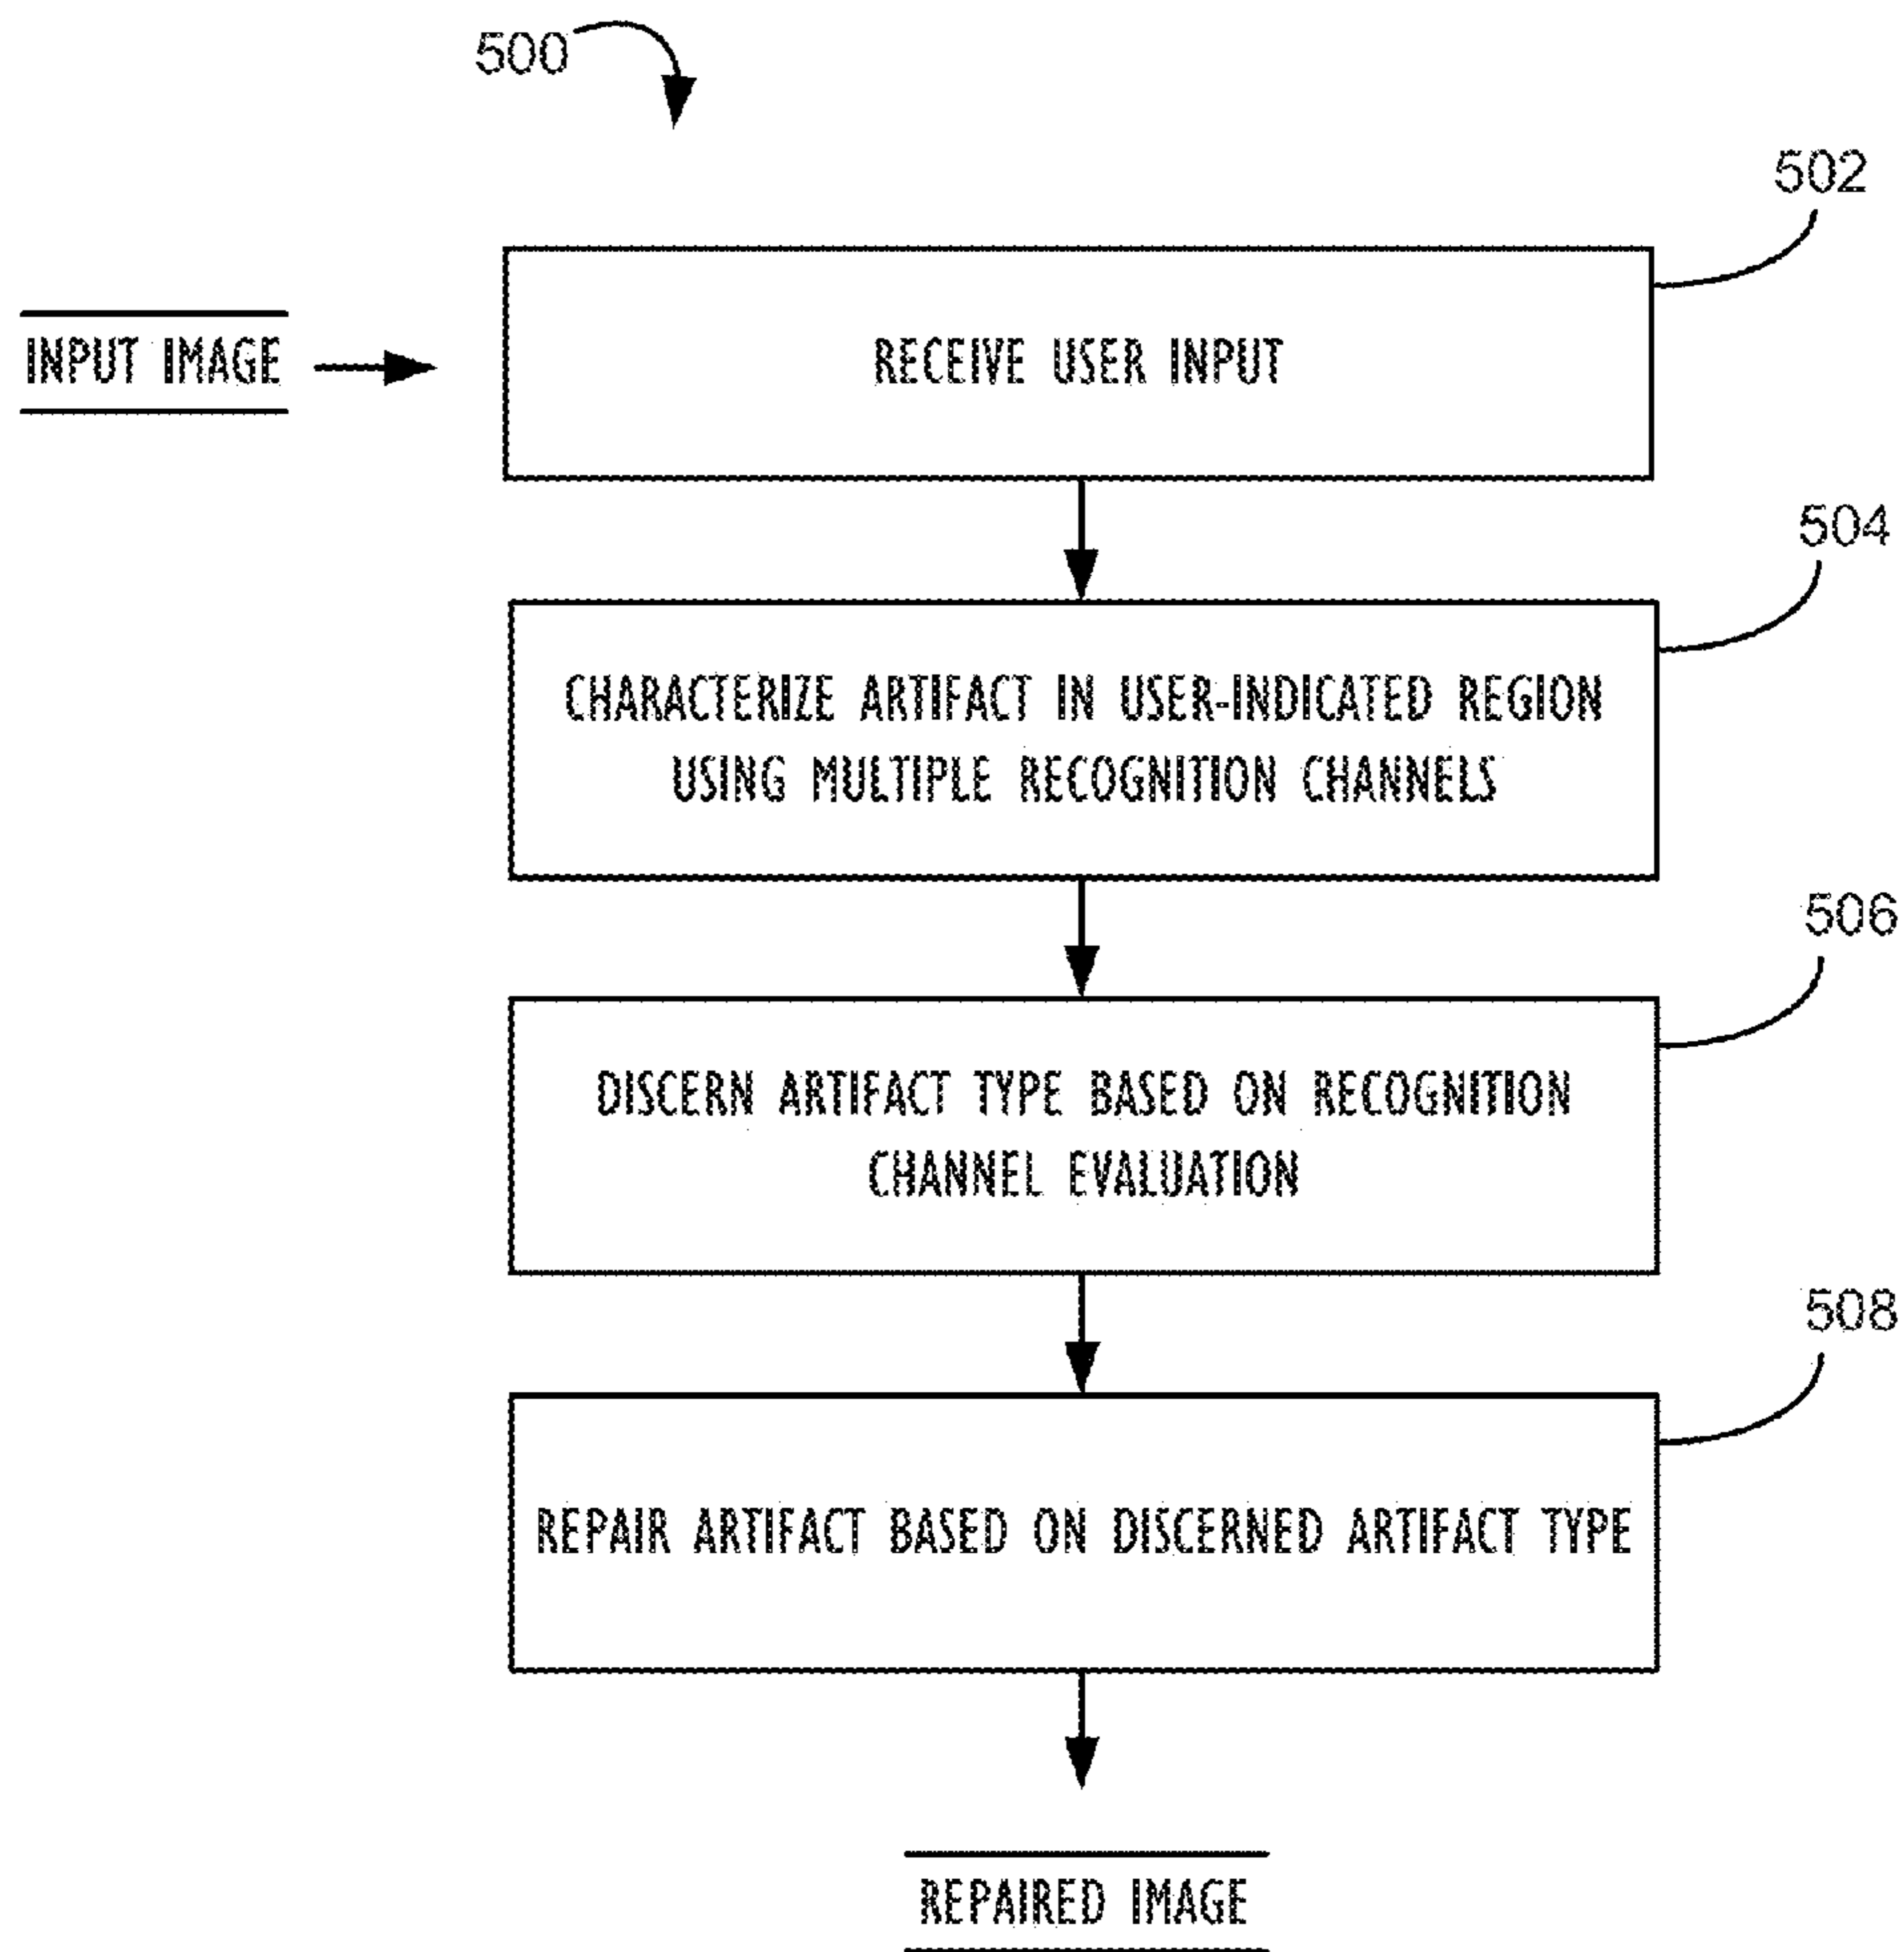 500
502
INPUT IMAGE
RECEIVE USER INPUT
504
CHARACTERIZE ARTIFACT IN USER-INDICATED REGION
USING MULTIPLE RECOGNITION CHANNELS
506
DISCERN ARTIFACT TYPE BASED ON RECOGNITION
CHANNEL EVALUATION
508
REPAIR ARTIFACT BASED ON DISCERNED ARTIFACT TYPE
REPAIRED IMAGE